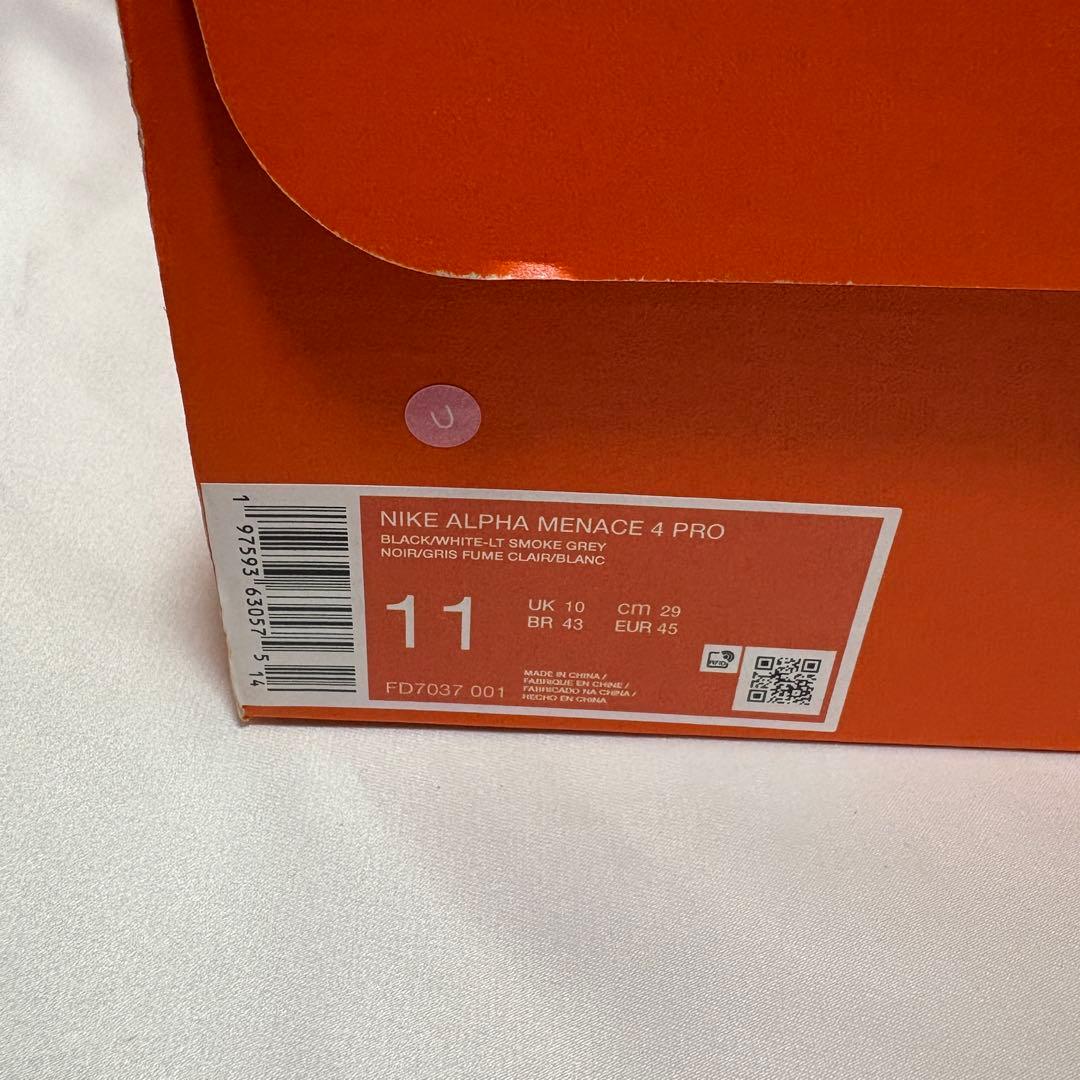 NIKE ALPHA MENACE 4 PRO
BLACK/WHITE-LT SMOKE GREY
NOIR/GRIS FUME CLAIR/BLANC
11
UK 10 cm 29
BR 43 EUR 45
FD7037 001
MADE IN CHINA /
FABRIQUE EN CHINE /
FABRICADO NA CHINA /
HECHO EN CHINA
RFID
1 97593 63057 5 14